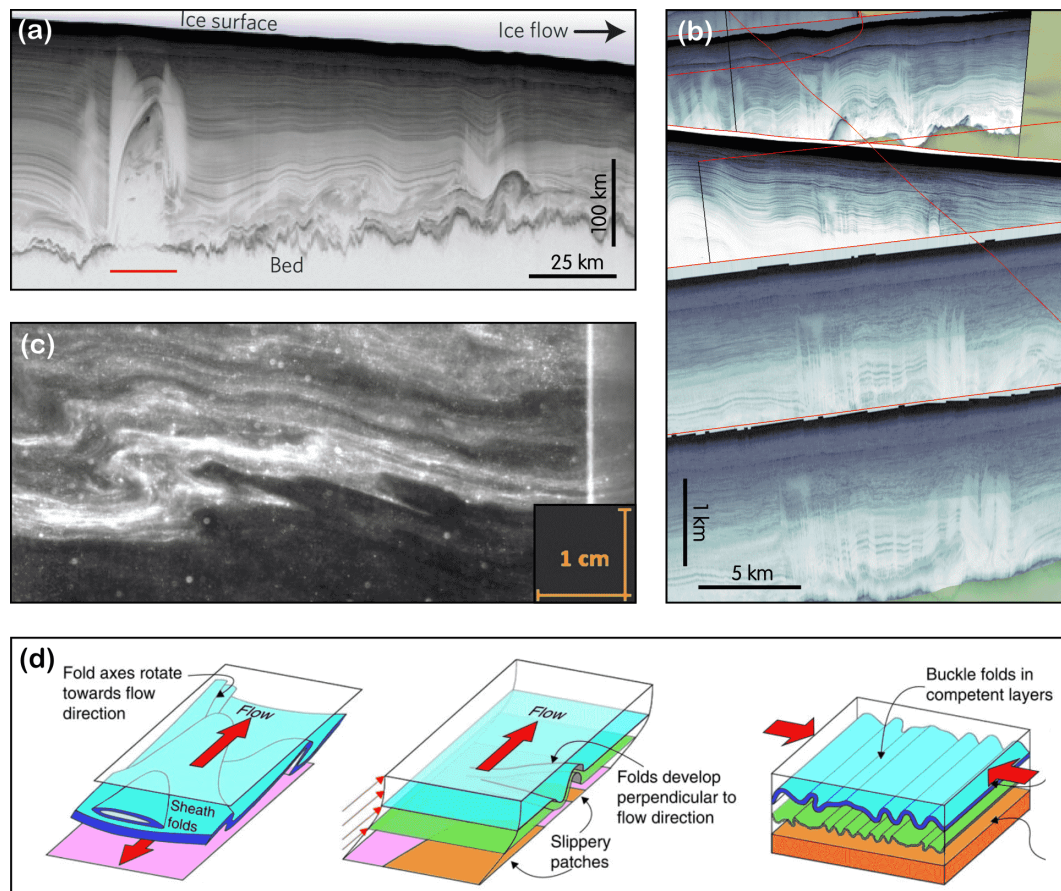 (a)
Ice surface
Ice flow
100 km
25 km
Bed
(b)
1 km
5 km
(c)
1 cm
(d)
Fold axes rotate
towards flow
direction
Flow
Sheath
folds
Flow
Folds develop
perpendicular to
flow direction
Slippery
patches
Buckle folds in
competent layers